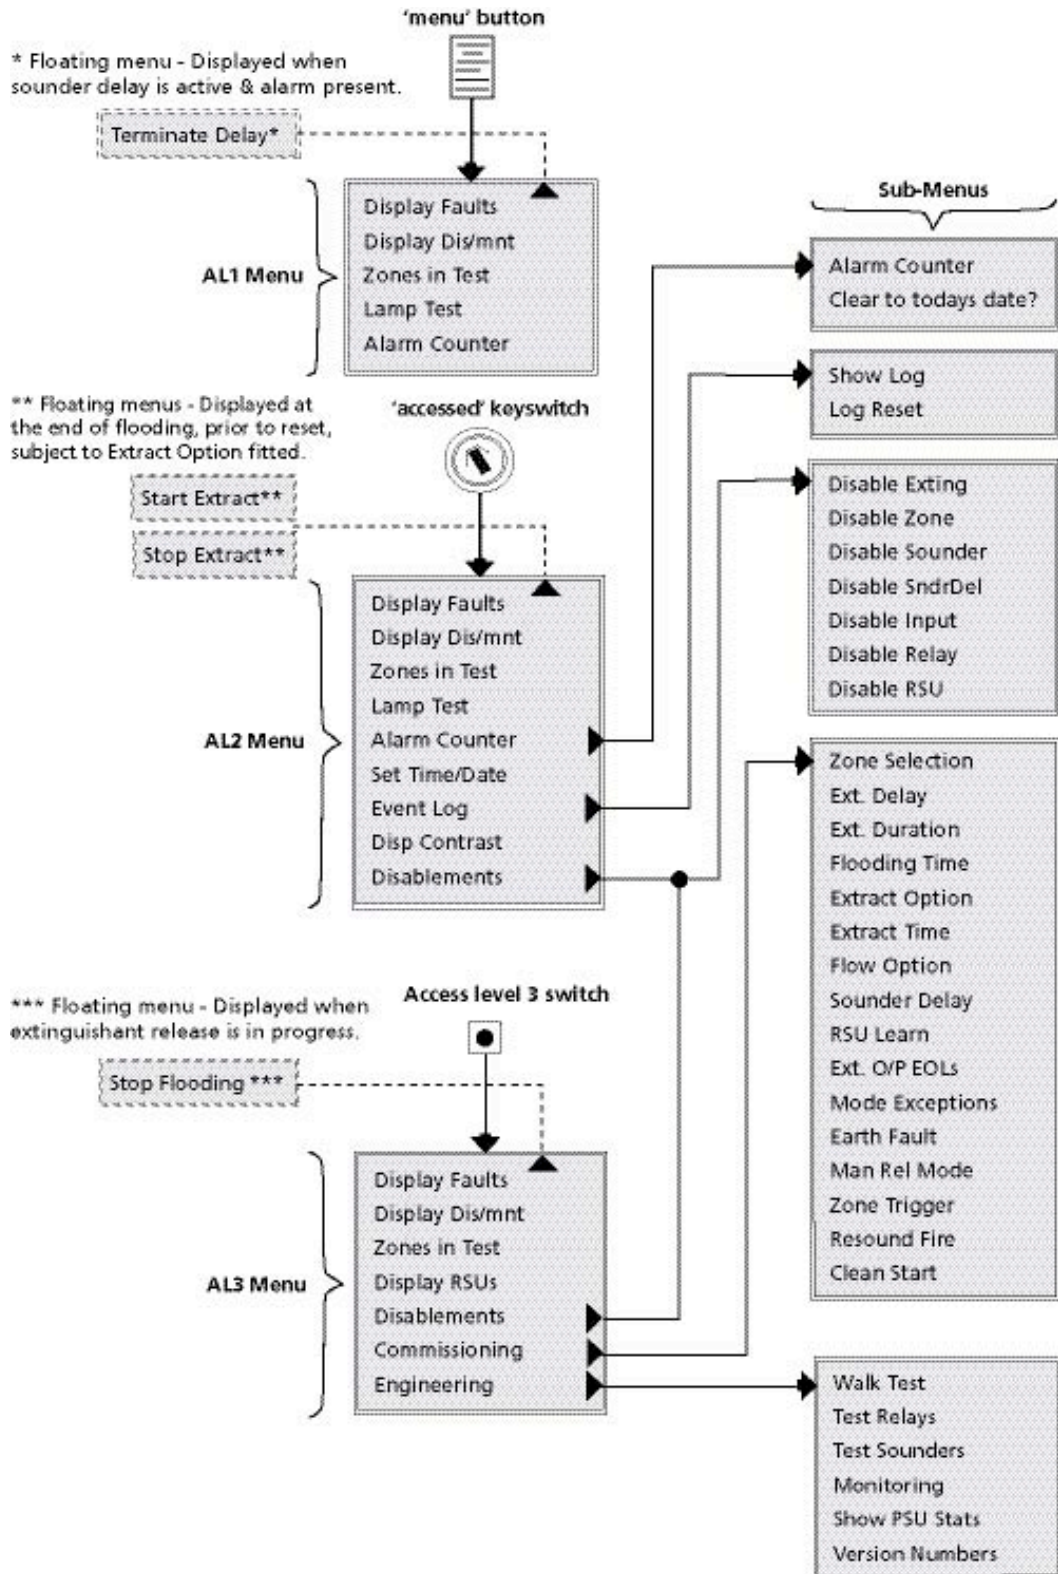 'menu' button
* Floating menu - Displayed when
sounder delay is active & alarm present.
Terminate Delay*
AL1 Menu
Display Faults
Display Dis/mnt
Zones in Test
Lamp Test
Alarm Counter
** Floating menus - Displayed at
the end of flooding, prior to reset,
subject to Extract Option fitted.
'accessed' keyswitch
Start Extract**
Stop Extract**
AL2 Menu
Display Faults
Display Dis/mnt
Zones in Test
Lamp Test
Alarm Counter
Set Time/Date
Event Log
Disp Contrast
Disablements
*** Floating menu - Displayed when
extinguishant release is in progress.
Access level 3 switch
Stop Flooding ***
AL3 Menu
Display Faults
Display Dis/mnt
Zones in Test
Display RSUs
Disablements
Commissioning
Engineering
Sub-Menus
Alarm Counter
Clear to todays date?
Show Log
Log Reset
Disable Exting
Disable Zone
Disable Sounder
Disable SndrDel
Disable Input
Disable Relay
Disable RSU
Zone Selection
Ext. Delay
Ext. Duration
Flooding Time
Extract Option
Extract Time
Flow Option
Sounder Delay
RSU Learn
Ext. O/P EOLs
Mode Exceptions
Earth Fault
Man Rel Mode
Zone Trigger
Resound Fire
Clean Start
Walk Test
Test Relays
Test Sounders
Monitoring
Show PSU Stats
Version Numbers